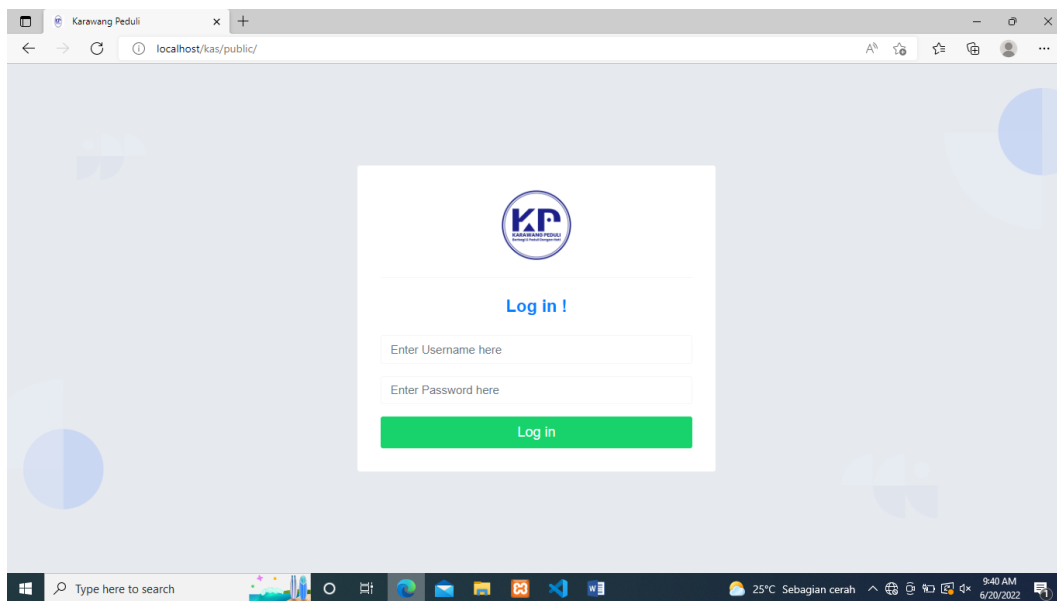 Karawang Peduli
localhost/kas/public/
KP
KARAWANG PEDULI
Log in !
Enter Username here
Enter Password here
Log in
Type here to search
25°C Sebagian cerah
9:40 AM
6/20/2022